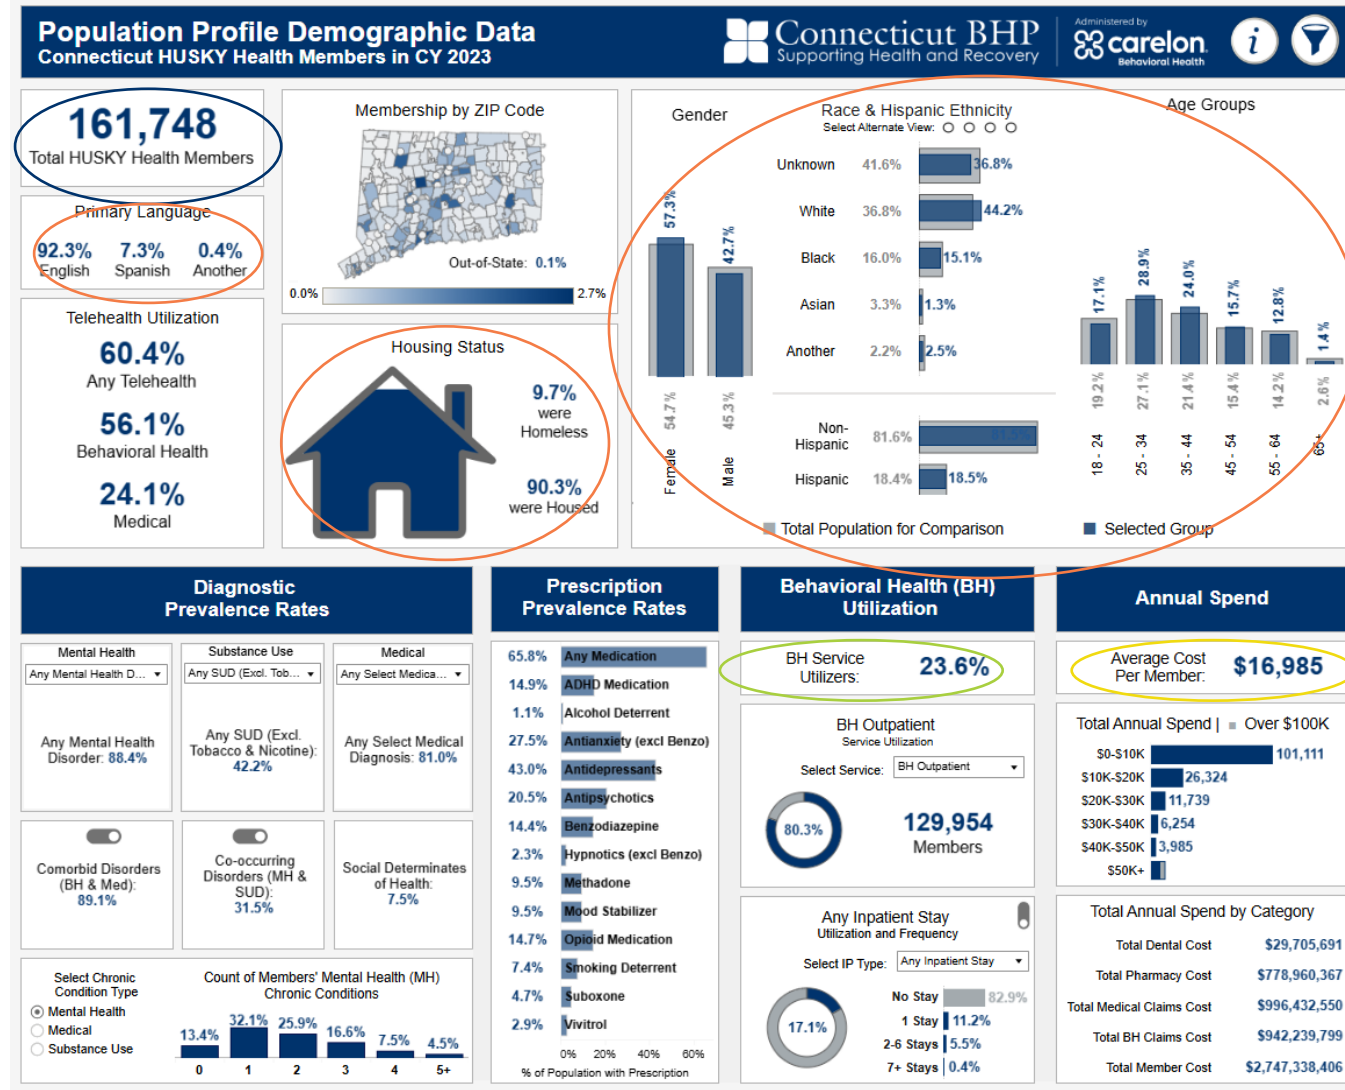 Population Profile Demographic Data
Connecticut HUSKY Health Members in CY 2023
Connecticut BHP
Supporting Health and Recovery
Administered by
carelon
Behavioral Health
i
161,748
Total HUSKY Health Members
Primary Language
92.3% 7.3% 0.4%
English Spanish Another
Telehealth Utilization
60.4%
Any Telehealth
56.1%
Behavioral Health
24.1%
Medical
Membership by ZIP Code
Out-of-State: 0.1%
0.0% 2.7%
Housing Status
9.7%
were
Homeless
90.3%
were Housed
Gender
57.3% 42.7%
54.7% 45.3%
Female Male
Race & Hispanic Ethnicity
Select Alternate View:
Unknown 41.6% 36.8%
White 36.8% 44.2%
Black 16.0% 15.1%
Asian 3.3% 1.3%
Another 2.2% 2.5%
Non-
Hispanic 81.6% 81.5%
Hispanic 18.4% 18.5%
Age Groups
17.1% 28.9% 24.0% 15.7% 12.8% 1.4%
19.2% 27.1% 21.4% 15.4% 14.2% 2.6%
18 - 24 25 - 34 35 - 44 45 - 54 55 - 64 65+
Total Population for Comparison Selected Group
Diagnostic
Prevalence Rates
Mental Health Substance Use Medical
Any Mental Health D... Any SUD (Excl. Tob... Any Select Medica...
Any Mental Health
Disorder: 88.4%
Any SUD (Excl.
Tobacco & Nicotine):
42.2%
Any Select Medical
Diagnosis: 81.0%
Comorbid Disorders
(BH & Med):
89.1%
Co-occurring
Disorders (MH &
SUD):
31.5%
Social Determinates
of Health:
7.5%
Select Chronic
Condition Type
Mental Health
Medical
Substance Use
Count of Members' Mental Health (MH)
Chronic Conditions
13.4% 32.1% 25.9% 16.6% 7.5% 4.5%
0 1 2 3 4 5+
Prescription
Prevalence Rates
65.8% Any Medication
14.9% ADHD Medication
1.1% Alcohol Deterrent
27.5% Antianxiety (excl Benzo)
43.0% Antidepressants
20.5% Antipsychotics
14.4% Benzodiazepine
2.3% Hypnotics (excl Benzo)
9.5% Methadone
9.5% Mood Stabilizer
14.7% Opioid Medication
7.4% Smoking Deterrent
4.7% Suboxone
2.9% Vivitrol
0% 20% 40% 60%
% of Population with Prescription
Behavioral Health (BH)
Utilization
BH Service
Utilizers: 23.6%
BH Outpatient
Service Utilization
Select Service: BH Outpatient
80.3%
129,954
Members
Any Inpatient Stay
Utilization and Frequency
Select IP Type: Any Inpatient Stay
17.1%
No Stay 82.9%
1 Stay 11.2%
2-6 Stays 5.5%
7+ Stays 0.4%
Annual Spend
Average Cost
Per Member: $16,985
Total Annual Spend | Over $100K
$0-$10K 101,111
$10K-$20K 26,324
$20K-$30K 11,739
$30K-$40K 6,254
$40K-$50K 3,985
$50K+
Total Annual Spend by Category
Total Dental Cost $29,705,691
Total Pharmacy Cost $778,960,367
Total Medical Claims Cost $996,432,550
Total BH Claims Cost $942,239,799
Total Member Cost $2,747,338,406